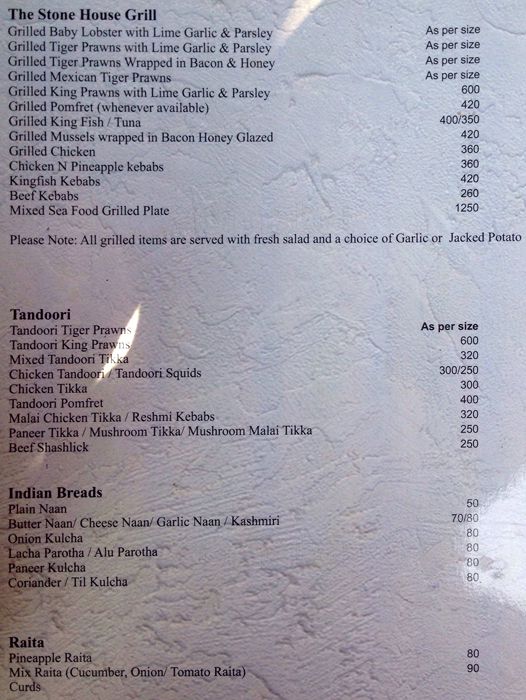 The Stone House Grill
Grilled Baby Lobster with Lime Garlic & Parsley As per size
Grilled Tiger Prawns with Lime Garlic & Parsley As per size
Grilled Tiger Prawns Wrapped in Bacon & Honey As per size
Grilled Mexican Tiger Prawns As per size
Grilled King Prawns with Lime Garlic & Parsley 600
Grilled Pomfret (whenever available) 420
Grilled King Fish / Tuna 400/350
Grilled Mussels wrapped in Bacon Honey Glazed 420
Grilled Chicken 360
Chicken N Pineapple kebabs 360
Kingfish Kebabs 420
Beef Kebabs 260
Mixed Sea Food Grilled Plate 1250
Please Note: All grilled items are served with fresh salad and a choice of Garlic or Jacked Potato
Tandoori
Tandoori Tiger Prawns As per size
Tandoori King Prawns 600
Mixed Tandoori Tikka 320
Chicken Tandoori / Tandoori Squids 300/250
Chicken Tikka 300
Tandoori Pomfret 400
Malai Chicken Tikka / Reshmi Kebabs 320
Paneer Tikka / Mushroom Tikka/ Mushroom Malai Tikka 250
Beef Shashlick 250
Indian Breads
Plain Naan 50
Butter Naan/ Cheese Naan/ Garlic Naan / Kashmiri 70/80
Onion Kulcha 80
Lacha Parotha / Alu Parotha 80
Paneer Kulcha 80
Coriander / Til Kulcha 80
Raita
Pineapple Raita 80
Mix Raita (Cucumber, Onion/ Tomato Raita) 90
Curds